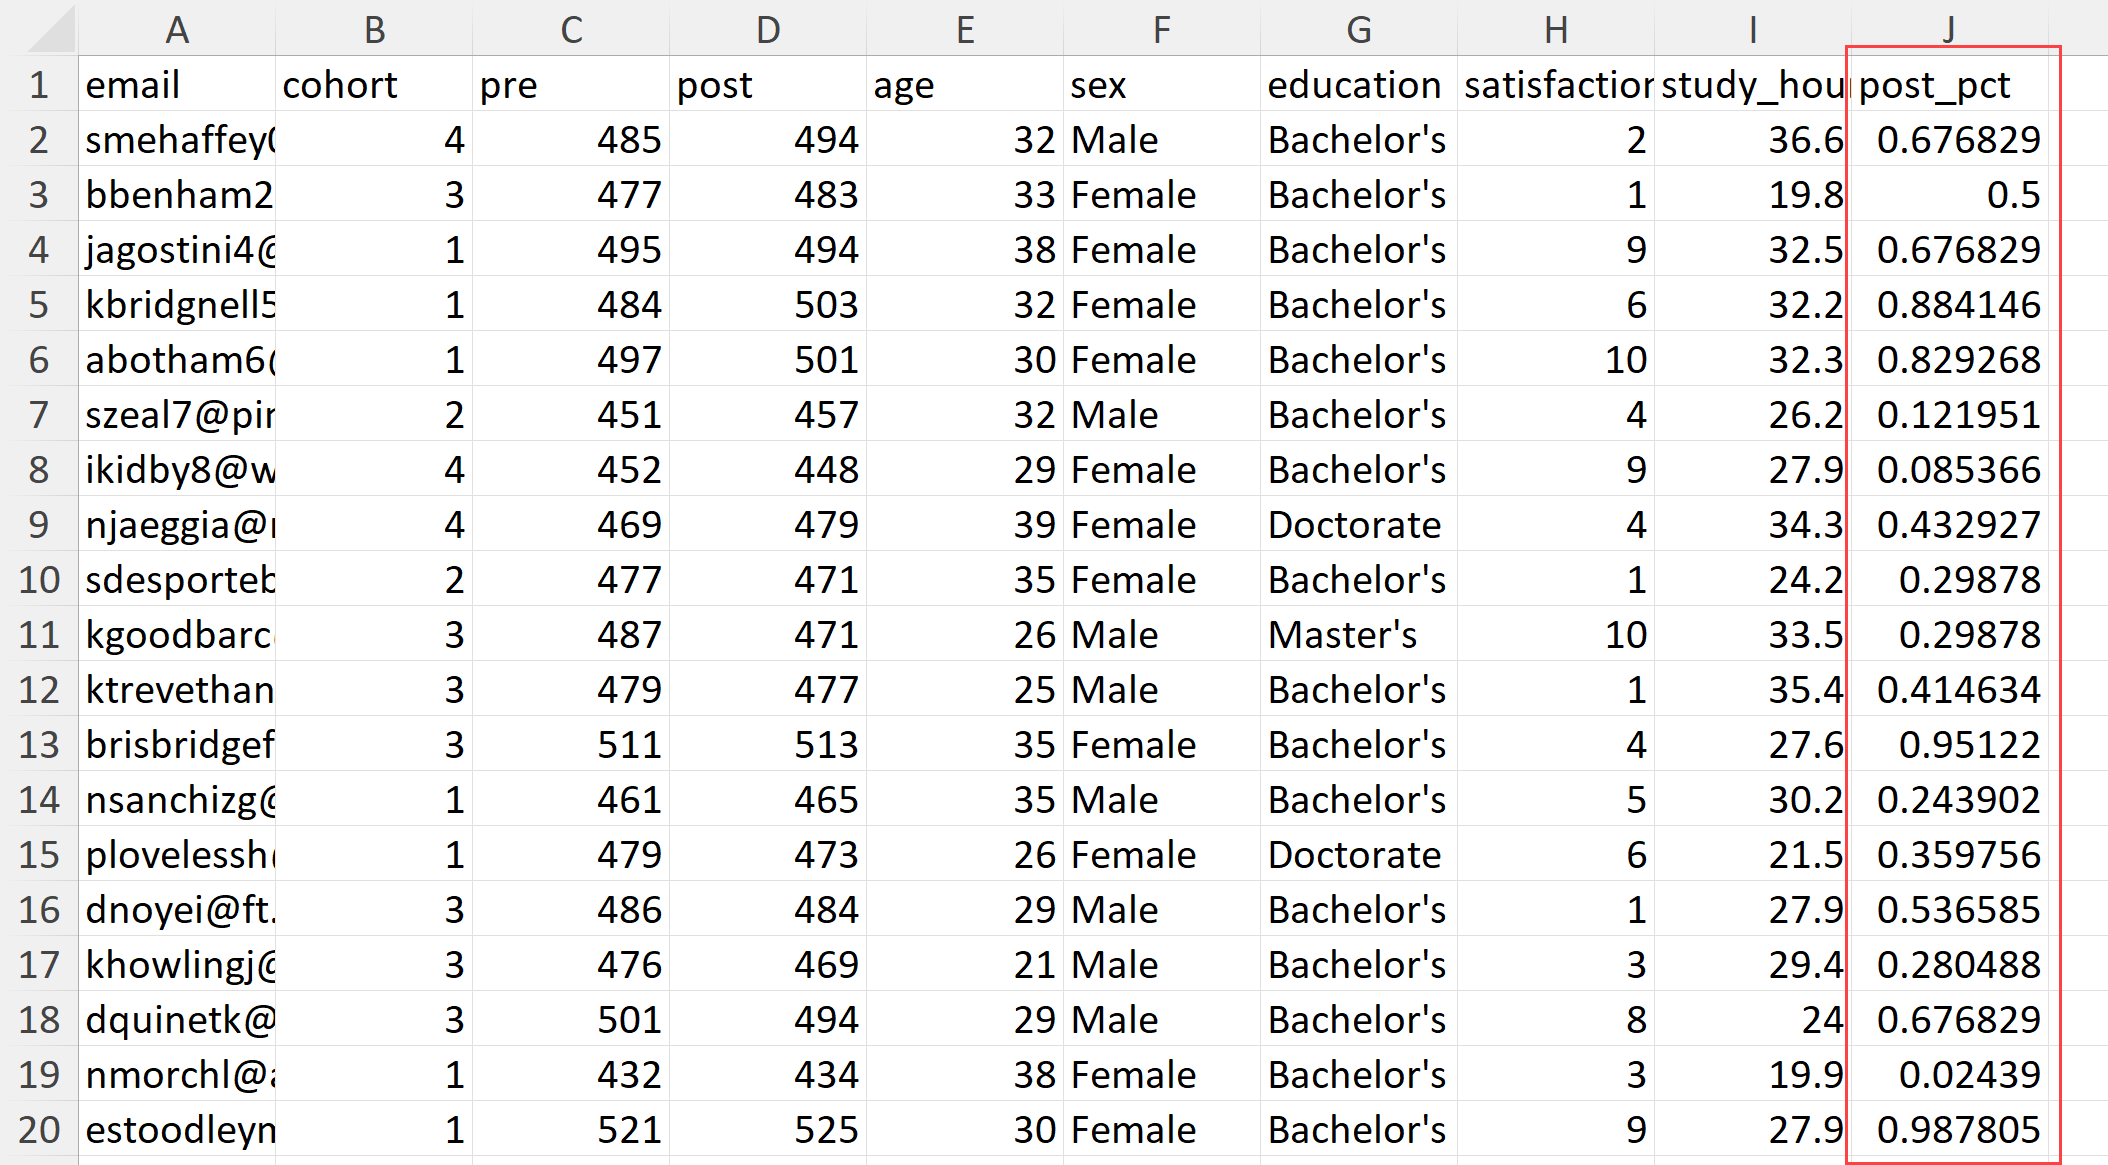 A B C D E F G H I J
1 email cohort pre post age sex education satisfaction study_hou post_pct
2 smehaffey 4 485 494 32 Male Bachelor's 2 36.6 0.676829
3 bbenham2 3 477 483 33 Female Bachelor's 1 19.8 0.5
4 jagostini4@ 1 495 494 38 Female Bachelor's 9 32.5 0.676829
5 kbridgnell5 1 484 503 32 Female Bachelor's 6 32.2 0.884146
6 abotham6@ 1 497 501 30 Female Bachelor's 10 32.3 0.829268
7 szeal7@pin 2 451 457 32 Male Bachelor's 4 26.2 0.121951
8 ikidby8@w 4 452 448 29 Female Bachelor's 9 27.9 0.085366
9 njaeggia@ 4 469 479 39 Female Doctorate 4 34.3 0.432927
10 sdesporteb 2 477 471 35 Female Bachelor's 1 24.2 0.29878
11 kgoodbarc 3 487 471 26 Male Master's 10 33.5 0.29878
12 ktrevethan 3 479 477 25 Male Bachelor's 1 35.4 0.414634
13 brisbridgef 3 511 513 35 Female Bachelor's 4 27.6 0.95122
14 nsanchizg@ 1 461 465 35 Male Bachelor's 5 30.2 0.243902
15 plovelessh 1 479 473 26 Female Doctorate 6 21.5 0.359756
16 dnoyei@ft. 3 486 484 29 Male Bachelor's 1 27.9 0.536585
17 khowlingj@ 3 476 469 21 Male Bachelor's 3 29.4 0.280488
18 dquinetk@ 3 501 494 29 Male Bachelor's 8 24 0.676829
19 nmorchl@a 1 432 434 38 Female Bachelor's 3 19.9 0.02439
20 estoodleym 1 521 525 30 Female Bachelor's 9 27.9 0.987805